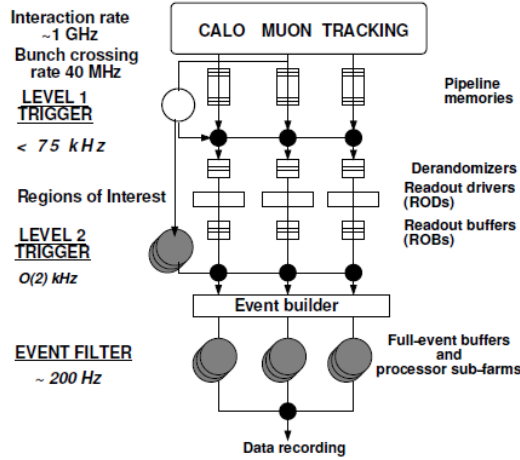 Interaction rate
~1 GHz
Bunch crossing
rate 40 MHz
LEVEL 1
TRIGGER
< 75 kHz
Regions of Interest
LEVEL 2
TRIGGER
O(2) kHz
EVENT FILTER
~ 200 Hz
CALO MUON TRACKING
Pipeline
memories
Derandomizers
Readout drivers
(RODs)
Readout buffers
(ROBs)
Event builder
Full-event buffers
and
processor sub-farms
Data recording